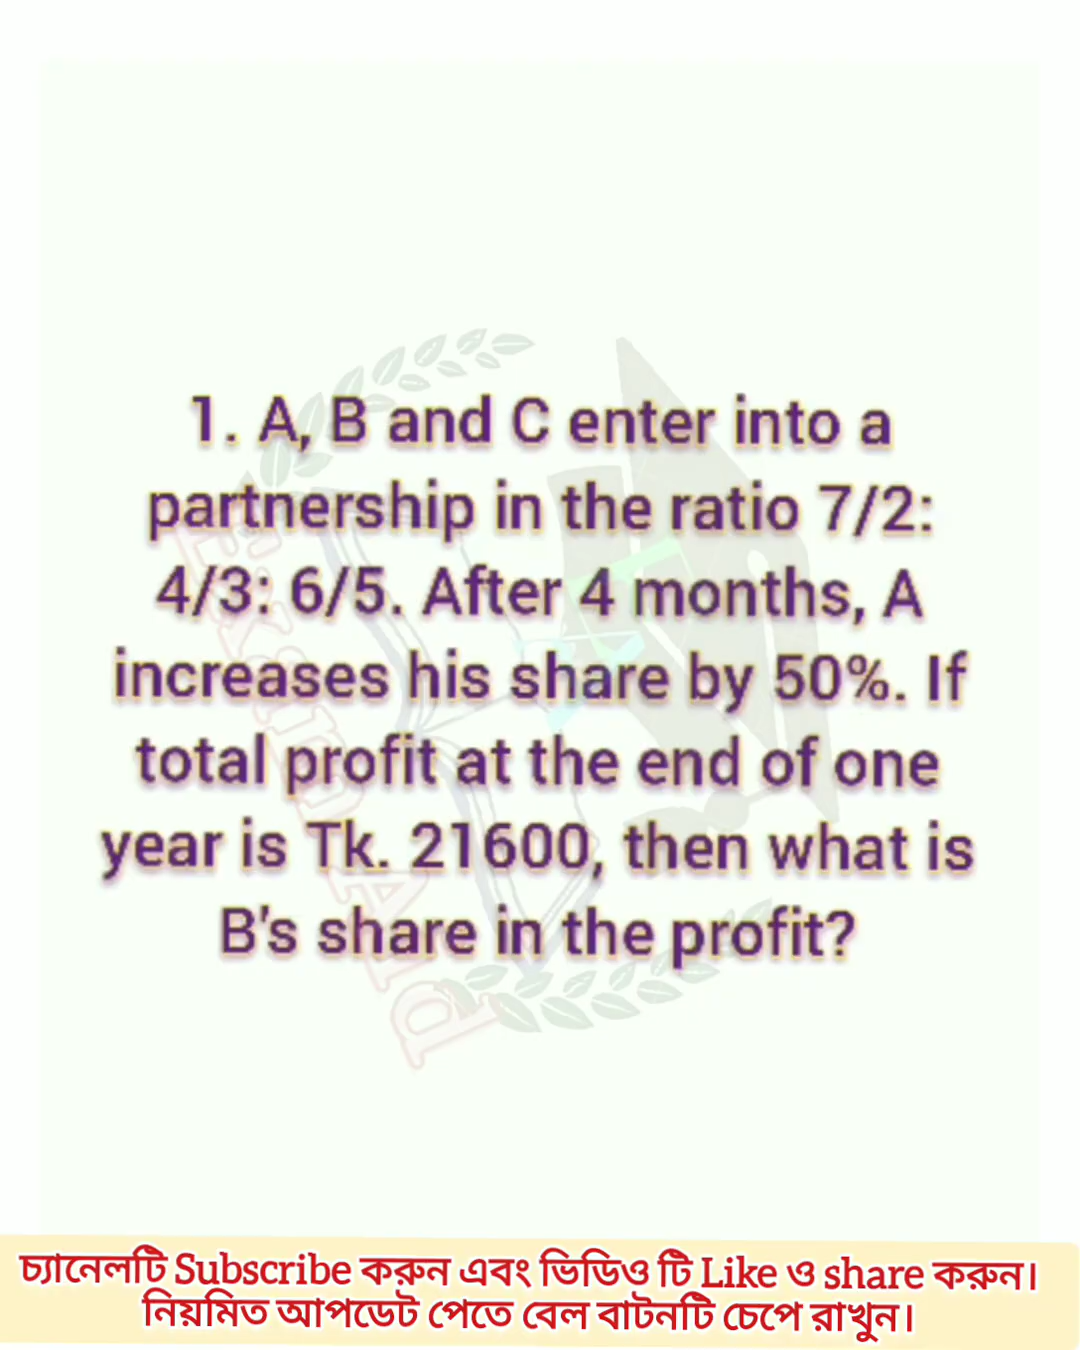 1. A, B and C enter into a
partnership in the ratio 7/2:
4/3: 6/5. After 4 months, A
increases his share by 50%. If
total profit at the end of one
year is Tk. 21600, then what is
B's share in the profit?
ExamAid
চ্যানেলটি Subscribe করুন এবং ভিডিও টি Like ও share করুন।
নিয়মিত আপডেট পেতে বেল বাটনটি চেপে রাখুন।